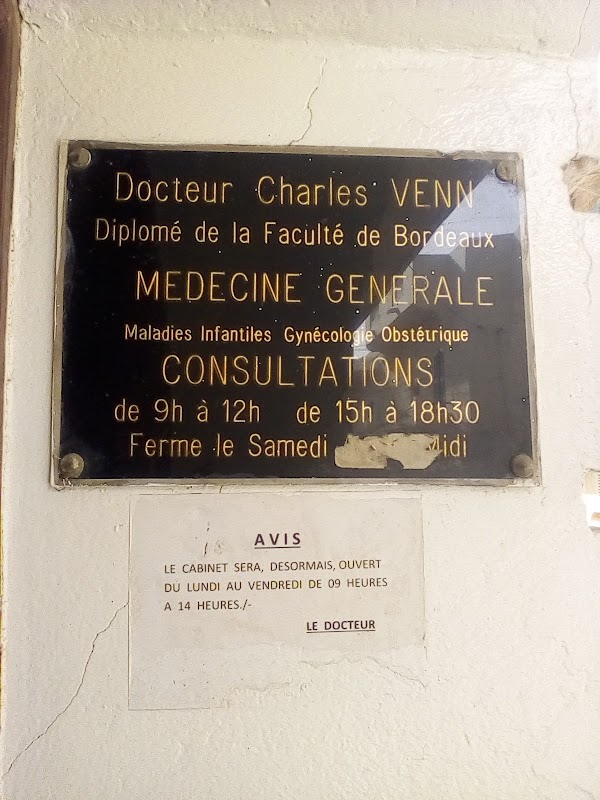 Docteur Charles VENN
Diplomé de la Faculté de Bordeaux
MEDECINE GENERALE
Maladies Infantiles Gynécologie Obstétrique
CONSULTATIONS
de 9h à 12h de 15h à 18h30
Ferme le Samedi
AVIS
LE CABINET SERA, DESORMAIS, OUVERT
DU LUNDI AU VENDREDI DE 09 HEURES
A 14 HEURES./-
LE DOCTEUR